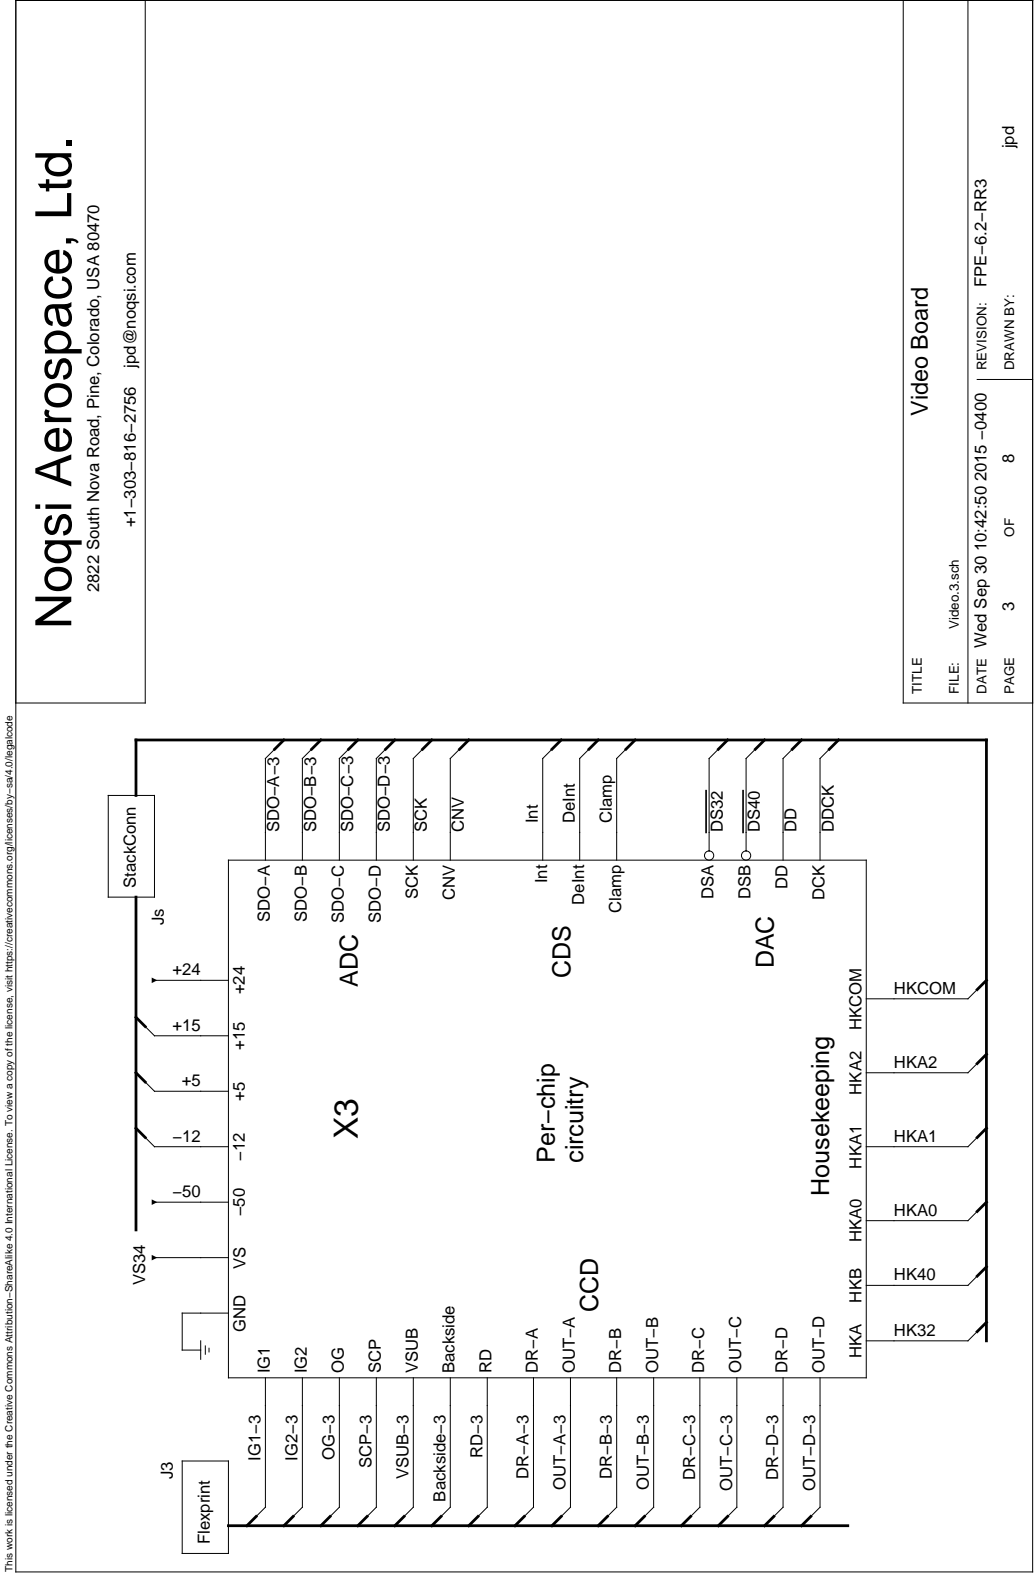 This work is licensed under the Creative Commons Attribution−ShareAlike 4.0 International License. To view a copy of the license, visit https://creativecommons.org/licenses/by−sa/4.0/legalcode
Noqsi Aerospace, Ltd.
2822 South Nova Road, Pine, Colorado, USA 80470
+1−303−816−2756 jpd@noqsi.com
J3
Flexprint
StackConn
Js
VS34
−50
−12
+5
+15
+24
GND
VS
−50
−12
+5
+15
+24
IG1−3
IG2−3
OG−3
SCP−3
VSUB−3
Backside−3
RD−3
DR−A−3
OUT−A−3
DR−B−3
OUT−B−3
DR−C−3
OUT−C−3
DR−D−3
OUT−D−3
IG1
IG2
OG
SCP
VSUB
Backside
RD
DR−A
OUT−A
DR−B
OUT−B
DR−C
OUT−C
DR−D
OUT−D
CCD
X3
Per−chip
circuitry
Housekeeping
ADC
CDS
DAC
SDO−A
SDO−B
SDO−C
SDO−D
SCK
CNV
Int
DeInt
Clamp
DSA
DSB
DD
DCK
SDO−A−3
SDO−B−3
SDO−C−3
SDO−D−3
SCK
CNV
Int
DeInt
Clamp
DS32
DS40
DD
DDCK
HKA
HKB
HKA0
HKA1
HKA2
HKCOM
HK32
HK40
HKA0
HKA1
HKA2
HKCOM
TITLE
Video Board
FILE: Video.3.sch
DATE Wed Sep 30 10:42:50 2015 −0400
REVISION: FPE−6.2−RR3
PAGE 3 OF 8
DRAWN BY: jpd